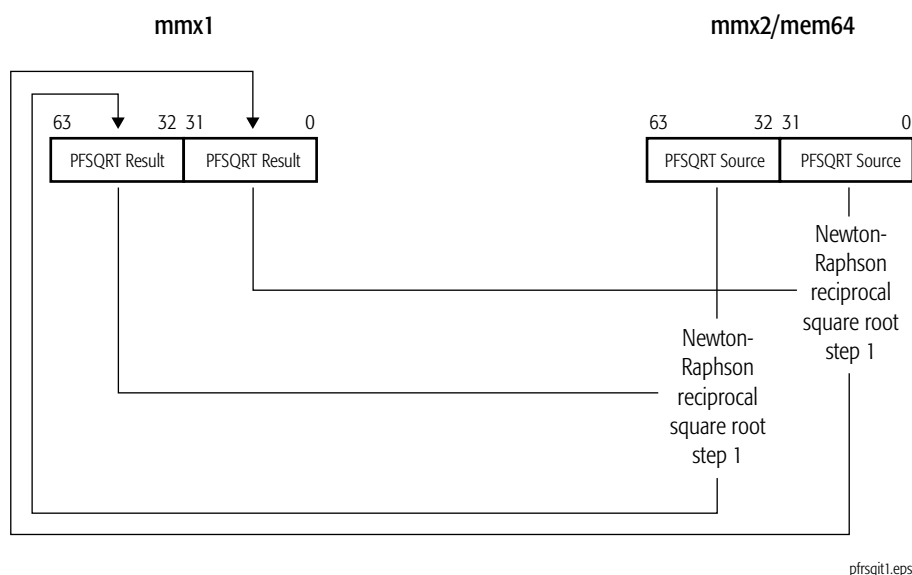 mmx1 mmx2/mem64
63 32 31 0 63 32 31 0
PFSQRT Result PFSQRT Result PFSQRT Source PFSQRT Source
Newton-
Raphson
reciprocal
square root
step 1
Newton-
Raphson
reciprocal
square root
step 1
pfrsqit1.eps